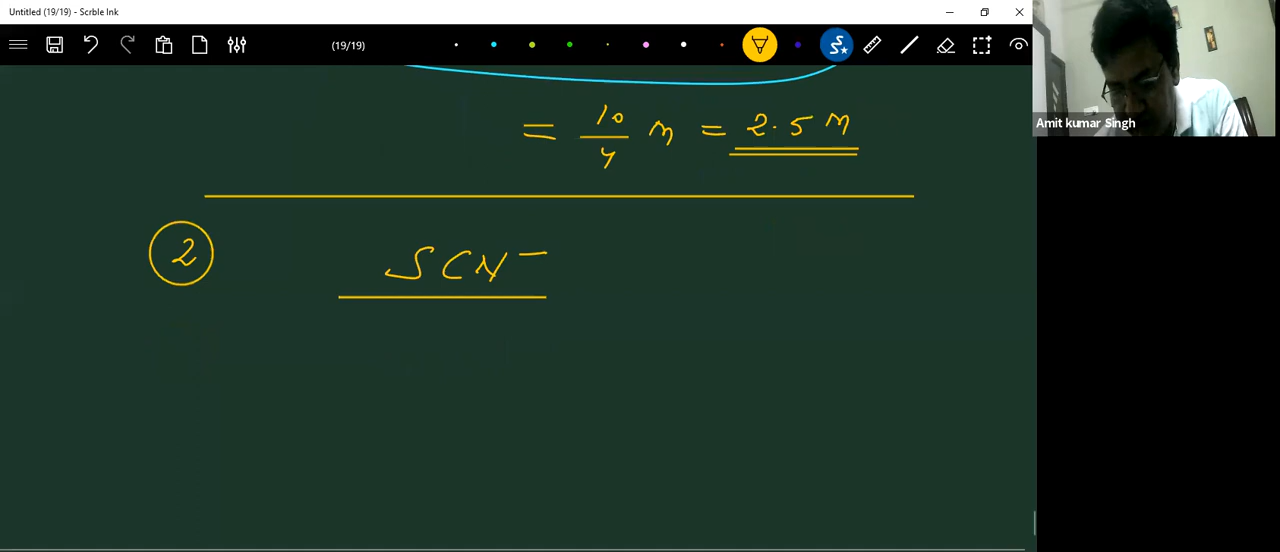 Untitled (19/19) - Scrble Ink
(19/19)
Amit kumar Singh
= 10/4 M = 2.5 M
2 SCN⁻